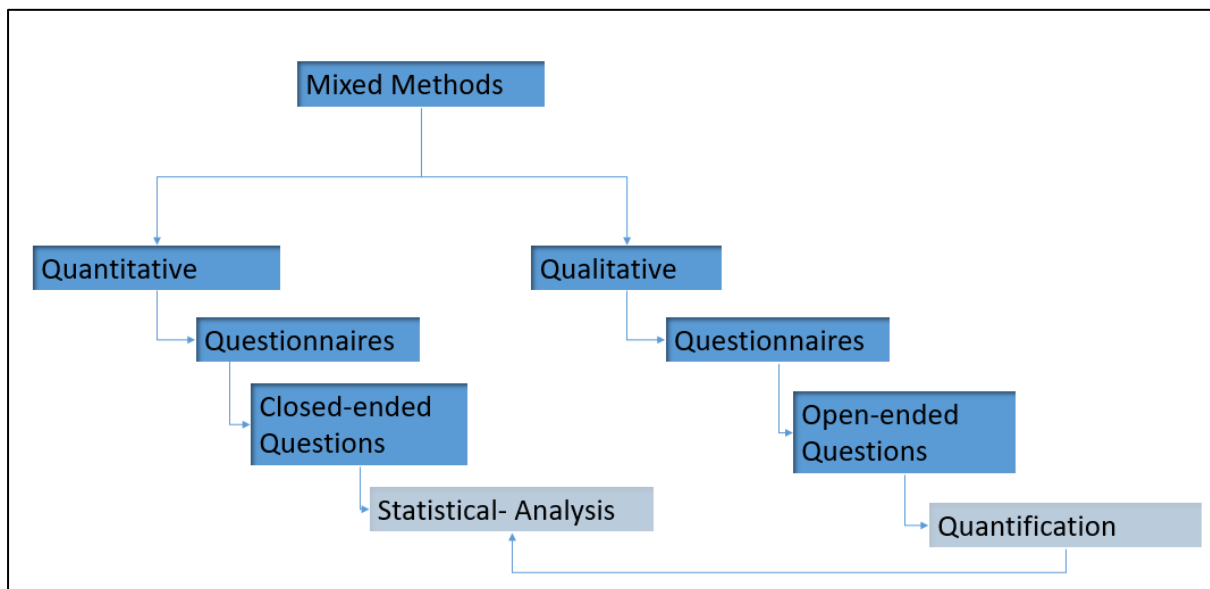 Mixed Methods
Quantitative
Qualitative
Questionnaires
Questionnaires
Closed-ended
Questions
Open-ended
Questions
Statistical- Analysis
Quantification